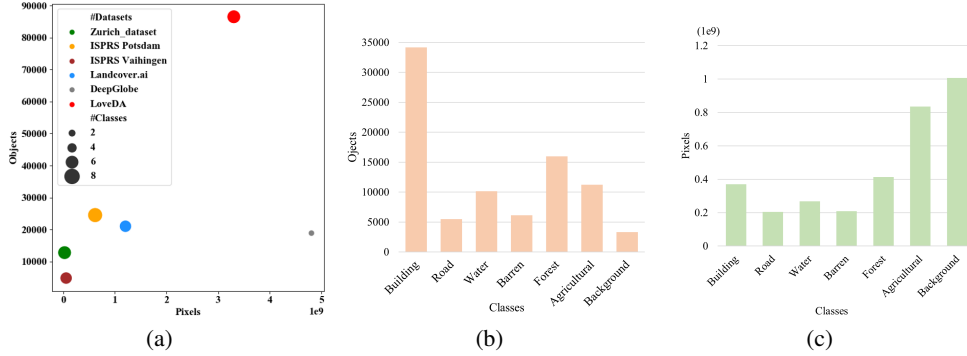 90000
80000
70000
60000
50000
40000
30000
20000
10000
Objects
#Datasets
Zurich_dataset
ISPRS Potsdam
ISPRS Vaihingen
Landcover.ai
DeepGlobe
LoveDA
#Classes
2
4
6
8
0 1 2 3 4 5
Pixels 1e9
(a)
35000
30000
25000
20000
15000
10000
5000
0
Ojects
Building Road Water Barren Forest Agricultural Background
Classes
(b)
(1e9)
1.2
1
0.8
0.6
0.4
0.2
0
Pixels
Building Road Water Barren Forest Agricultural Background
Classes
(c)